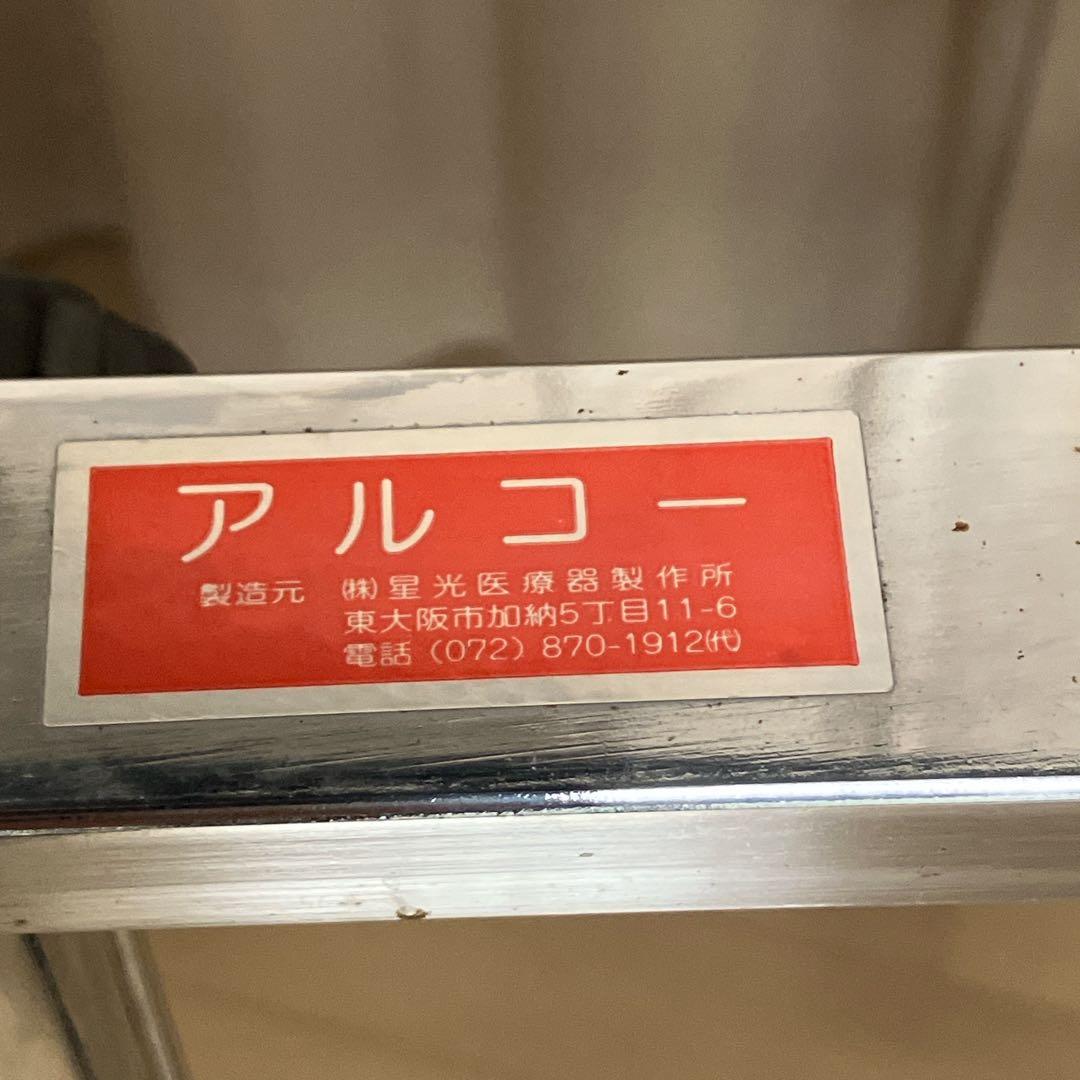 アルコー
製造元 ㈱星光医療器製作所
東大阪市加納5丁目11-6
電話（072）870-1912㈹